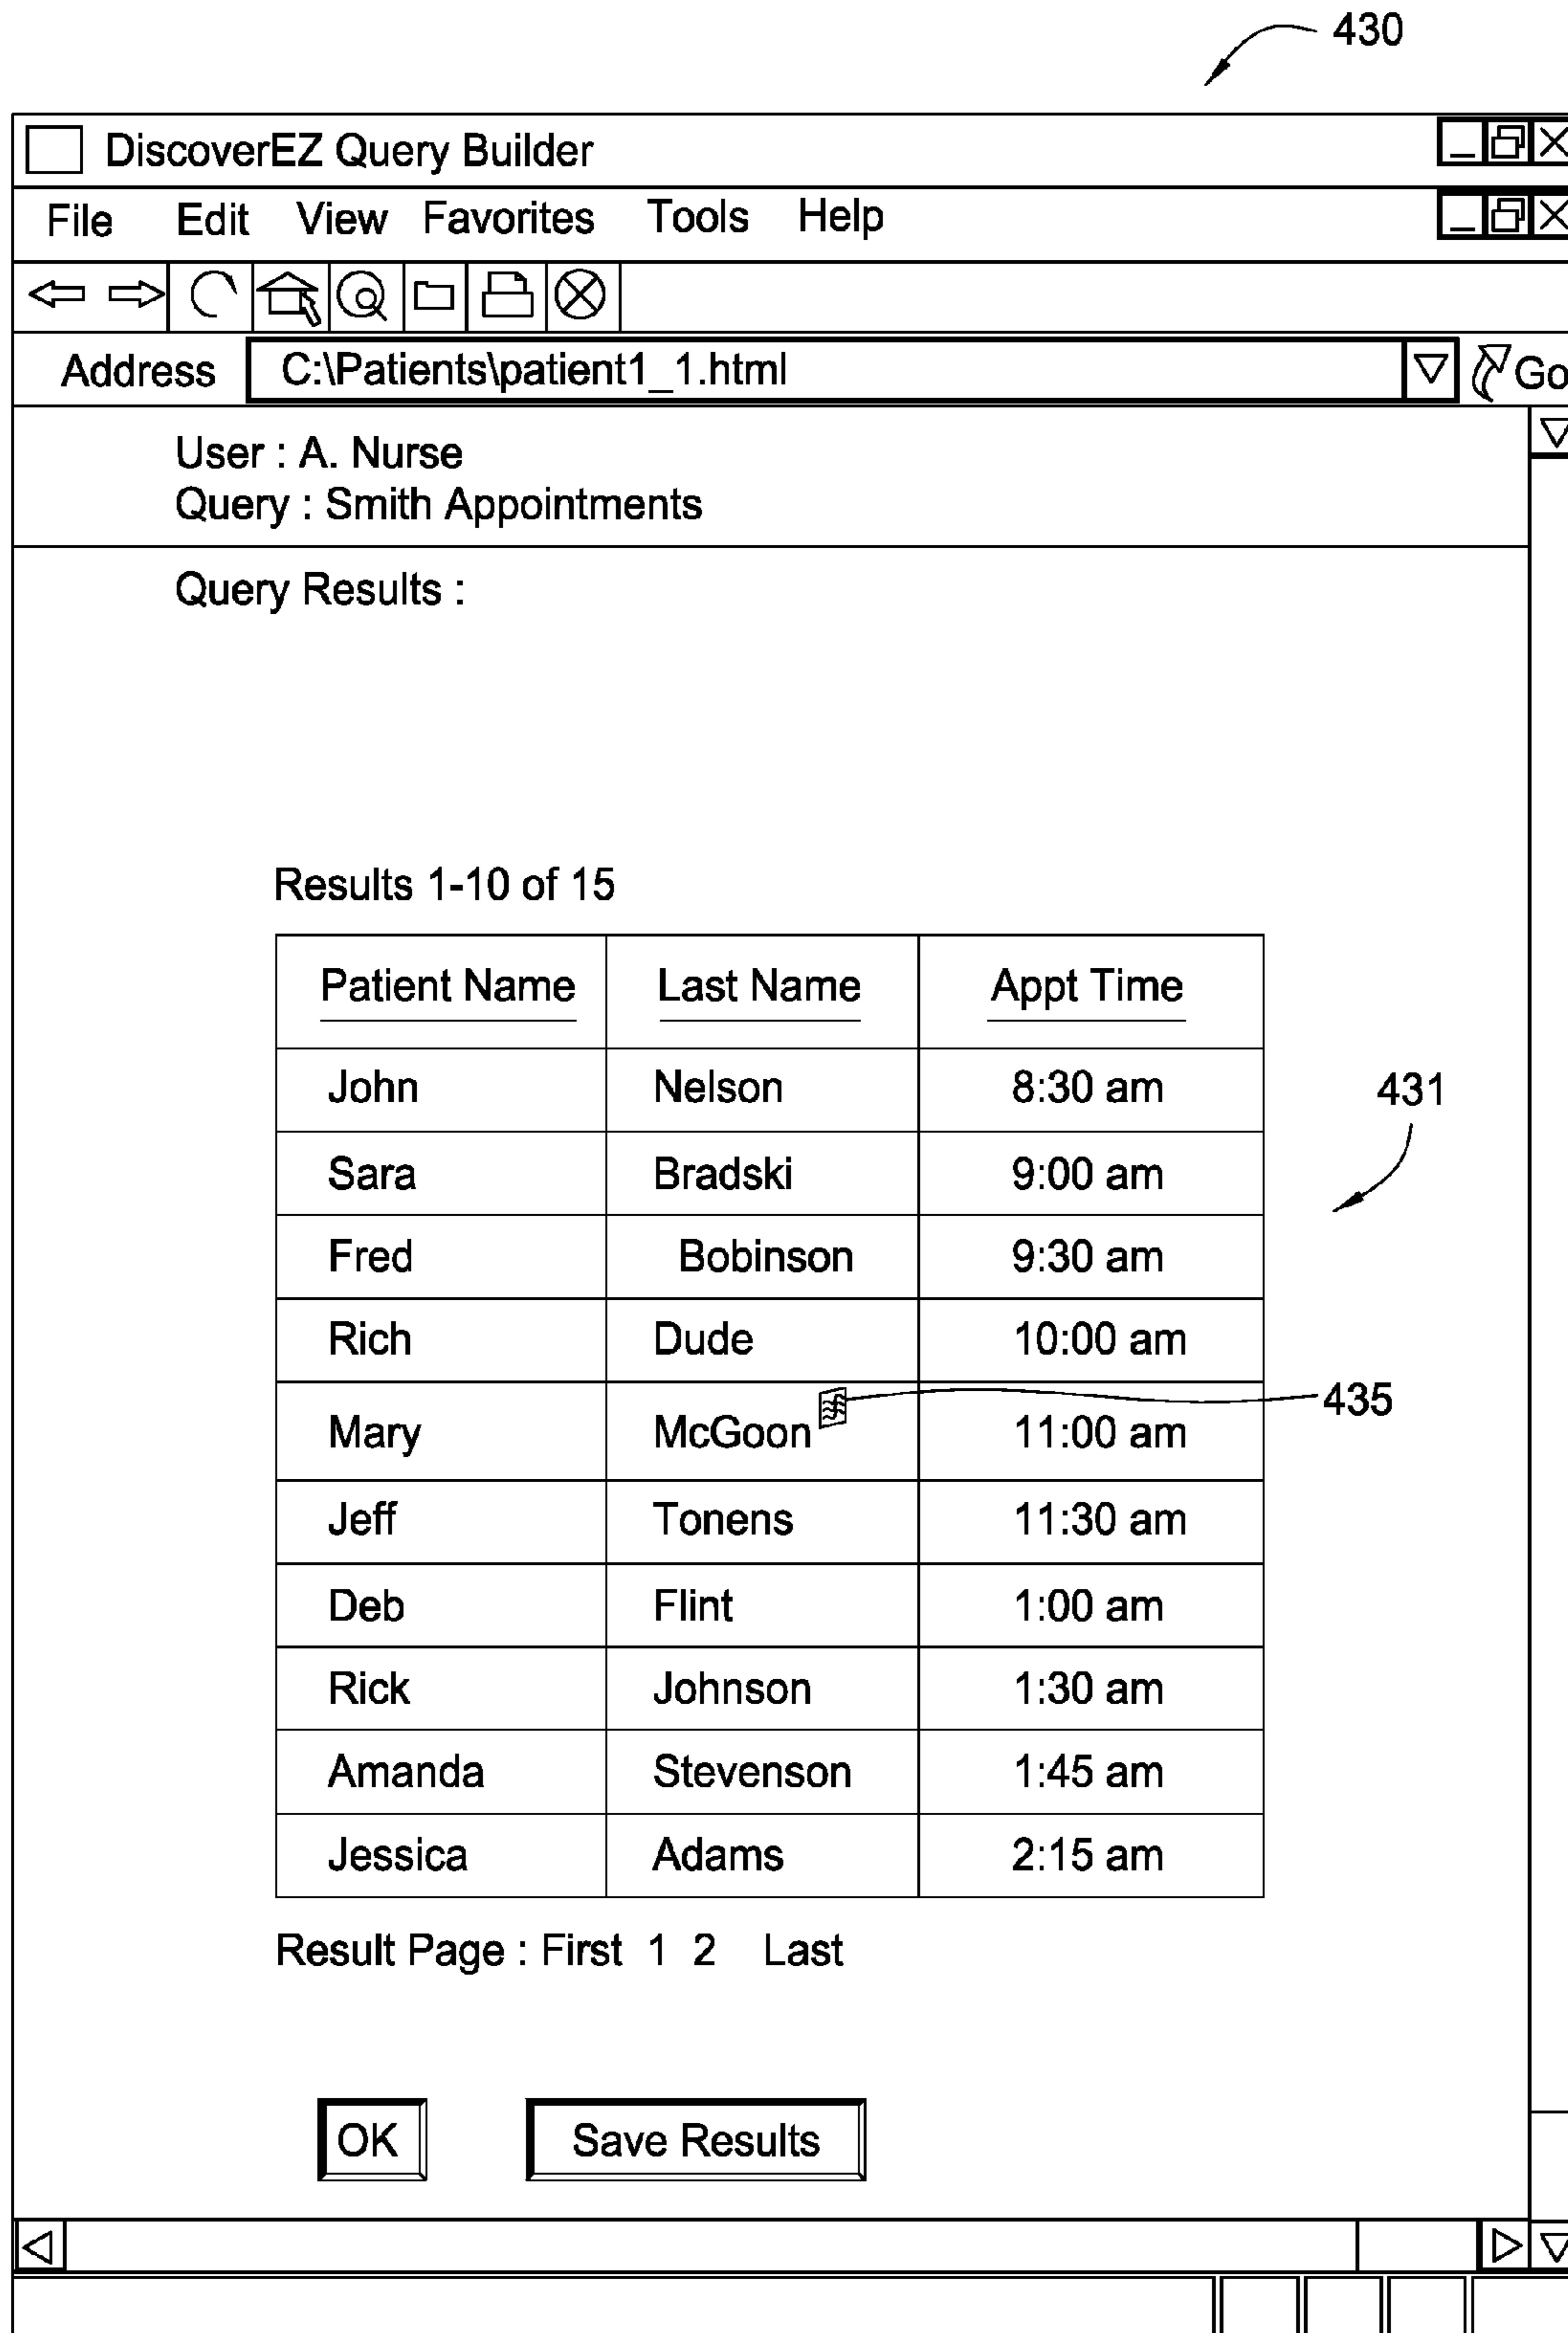 430
DiscoverEZ Query Builder
File Edit View Favorites Tools Help
Address C:\Patients\patient1_1.html Go
User : A. Nurse
Query : Smith Appointments
Query Results :
Results 1-10 of 15
Patient Name Last Name Appt Time
John Nelson 8:30 am
431
Sara Bradski 9:00 am
Fred Bobinson 9:30 am
Rich Dude 10:00 am
435
Mary McGoon 11:00 am
Jeff Tonens 11:30 am
Deb Flint 1:00 am
Rick Johnson 1:30 am
Amanda Stevenson 1:45 am
Jessica Adams 2:15 am
Result Page : First 1 2 Last
OK Save Results